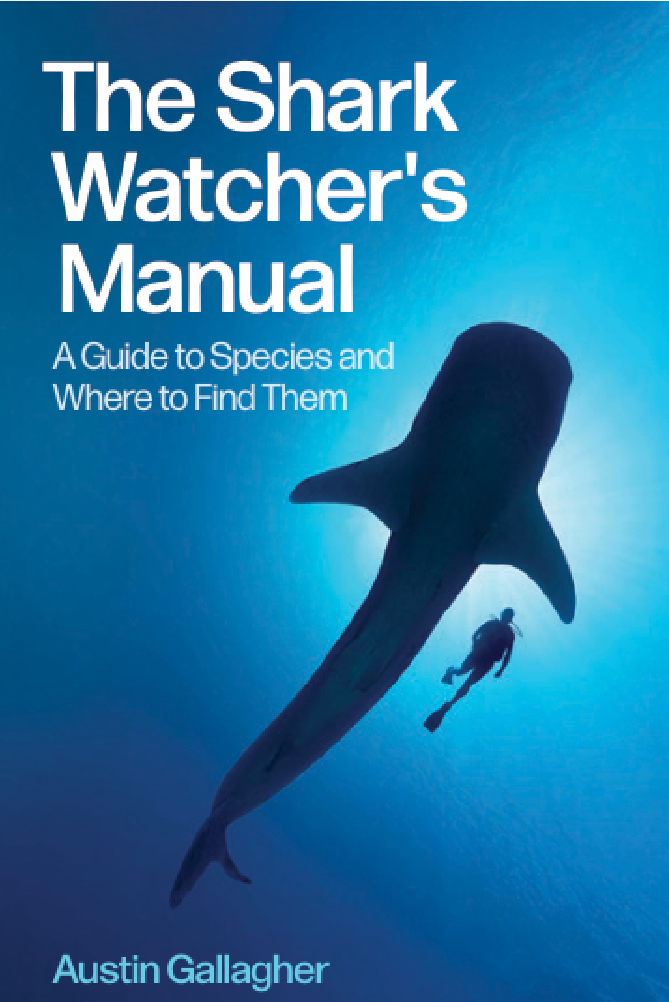 The Shark
Watcher's
Manual
A Guide to Species and
Where to Find Them
Austin Gallagher